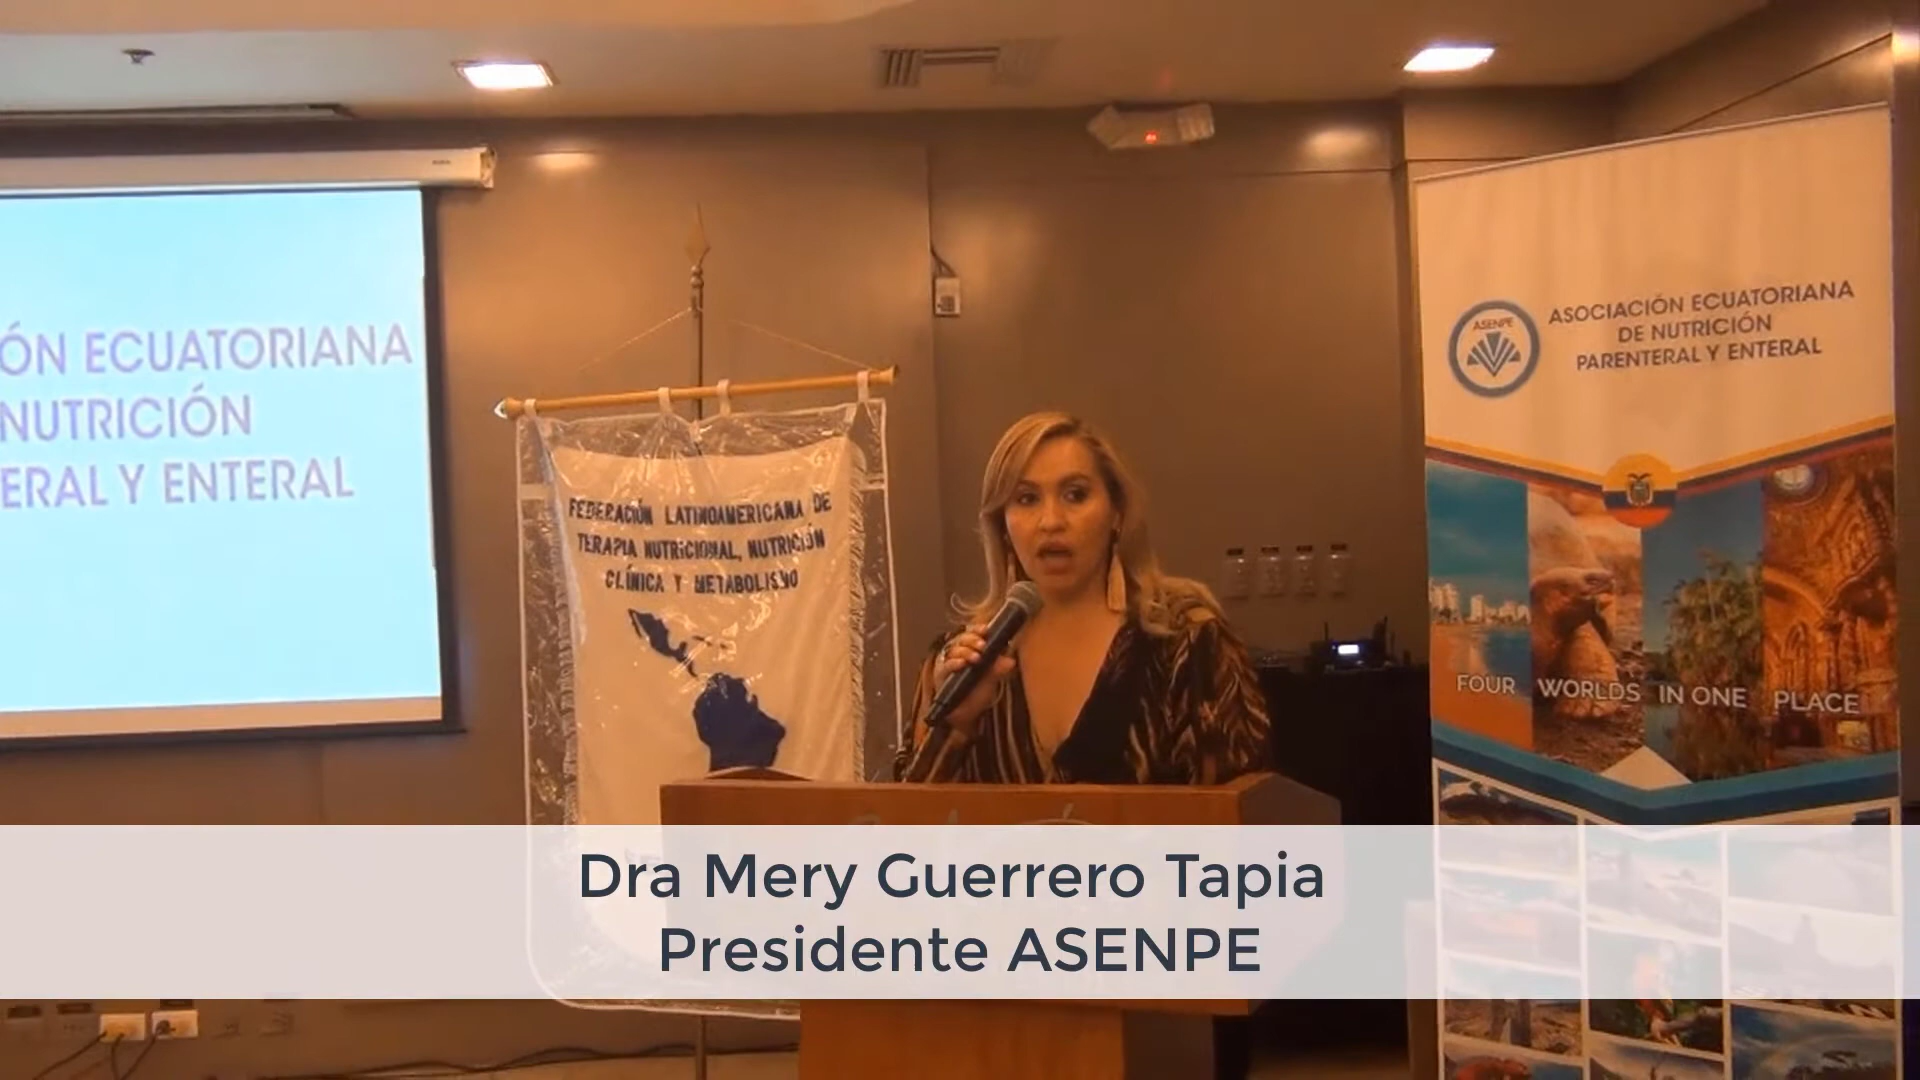 ÓN ECUATORIANA
NUTRICIÓN
ERAL Y ENTERAL
FEDERACIÓN LATINOAMERICANA DE
TERAPIA NUTRICIONAL, NUTRICIÓN
CLÍNICA Y METABOLISMO
ASENPE
ASOCIACIÓN ECUATORIANA
DE NUTRICIÓN
PARENTERAL Y ENTERAL
FOUR WORLDS IN ONE PLACE
Dra Mery Guerrero Tapia
Presidente ASENPE